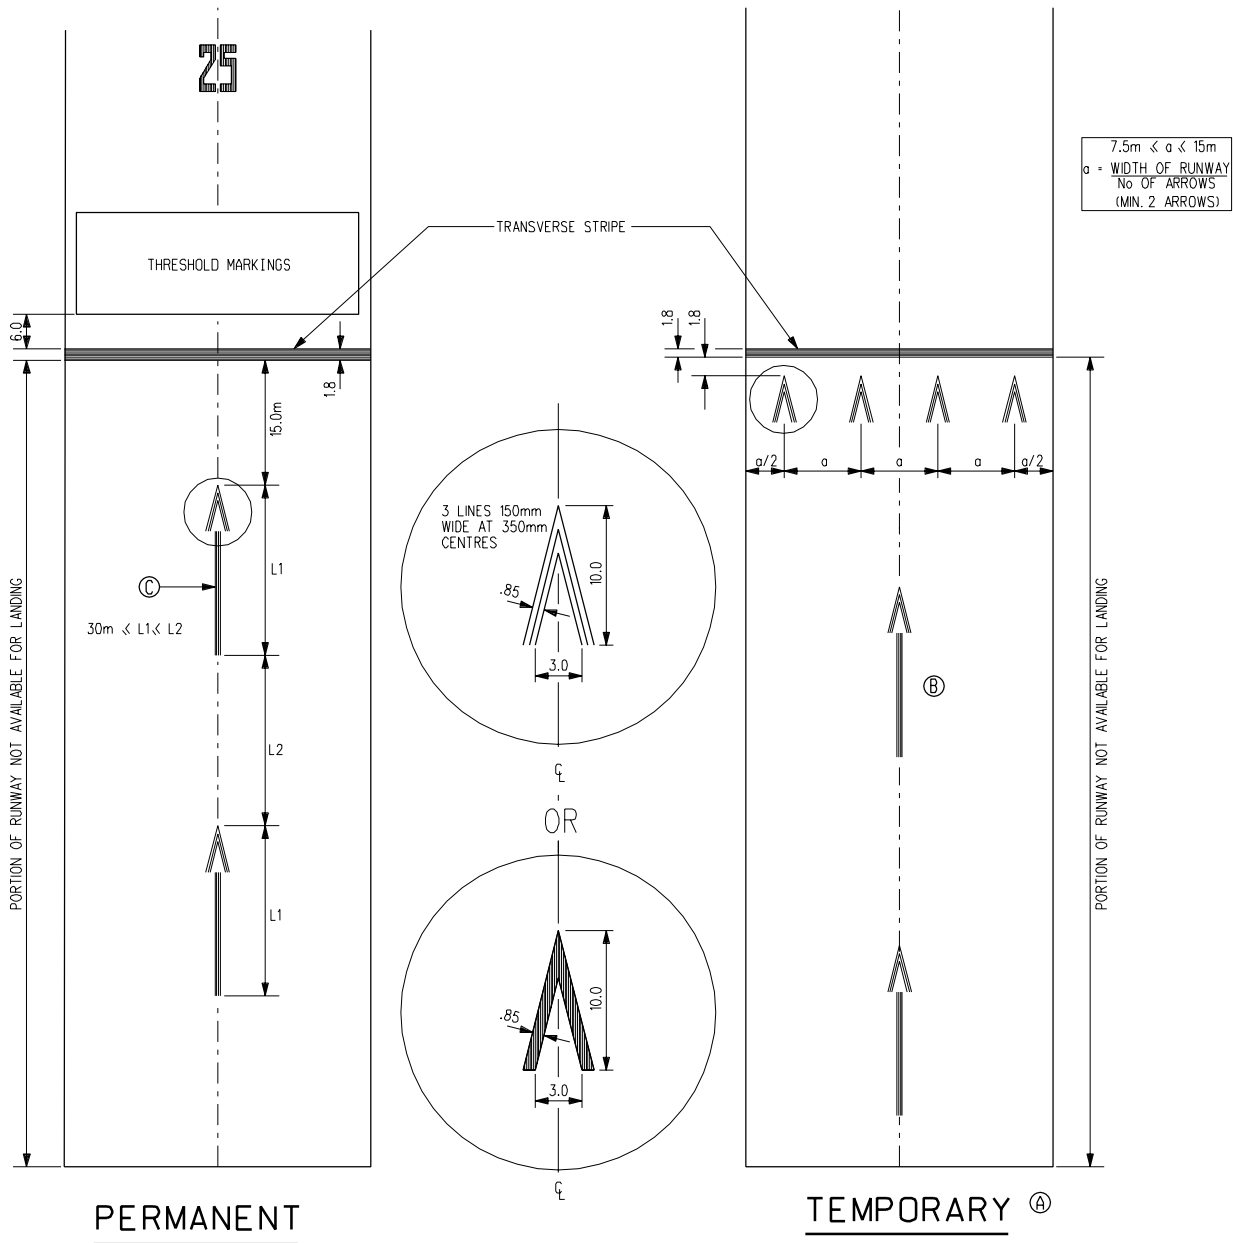 25
7.5m ⩽ a ⩽ 15m
a = WIDTH OF RUNWAY
No OF ARROWS
(MIN. 2 ARROWS)
TRANSVERSE STRIPE
THRESHOLD MARKINGS
6.0
1.8
1.8
1.8
15.0m
a/2
a
a
a
a/2
3 LINES 150mm
WIDE AT 350mm
CENTRES
10.0
.85
3.0
℄
L1
C
30m ⩽ L1 ⩽ L2
L2
L1
PORTION OF RUNWAY NOT AVAILABLE FOR LANDING
B
PORTION OF RUNWAY NOT AVAILABLE FOR LANDING
OR
10.0
.85
3.0
℄
PERMANENT
TEMPORARY A